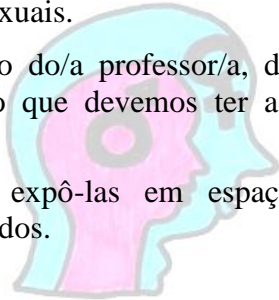 xuais.
o do/a professor/a, d
o que devemos ter a
expô-las em espaç
dos.